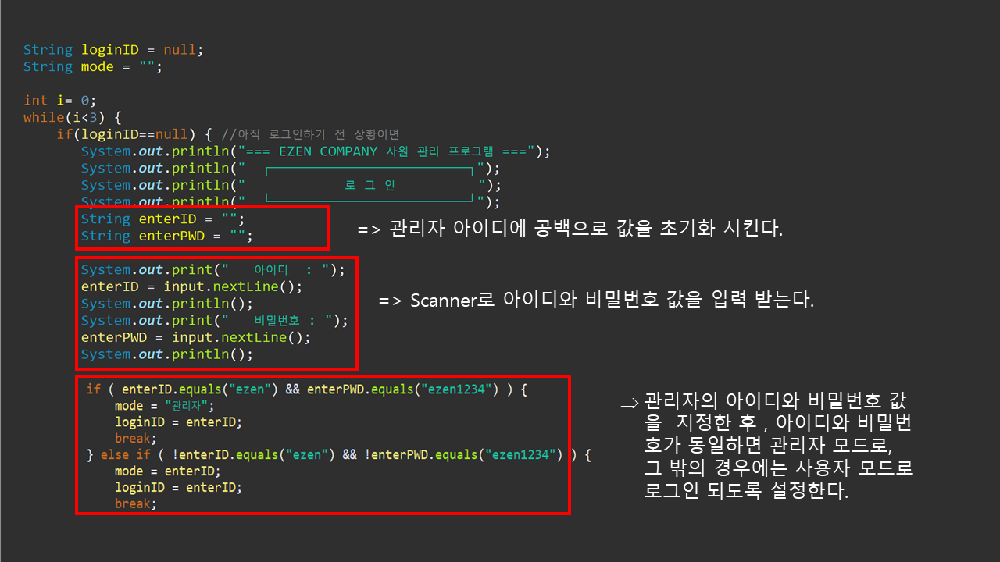 String loginID = null;
String mode = "";
int i= 0;
while(i<3) {
if(loginID==null) { //아직 로그인하기 전 상황이면
System.out.println("=== EZEN COMPANY 사원 관리 프로그램 ===");
System.out.println("  ┌────────────────────────┐");
System.out.println("            로 그 인          ");
System.out.println("  └────────────────────────┘");
String enterID = "";
String enterPWD = "";
=> 관리자 아이디에 공백으로 값을 초기화 시킨다.
System.out.print("   아이디  : ");
enterID = input.nextLine();
System.out.println();
System.out.print("   비밀번호 : ");
enterPWD = input.nextLine();
System.out.println();
=> Scanner로 아이디와 비밀번호 값을 입력 받는다.
if ( enterID.equals("ezen") && enterPWD.equals("ezen1234") ) {
mode = "관리자";
loginID = enterID;
break;
} else if ( !enterID.equals("ezen") && !enterPWD.equals("ezen1234") ) {
mode = enterID;
loginID = enterID;
break;
⇒ 관리자의 아이디와 비밀번호 값
을  지정한 후 , 아이디와 비밀번
호가 동일하면 관리자 모드로,
그 밖의 경우에는 사용자 모드로
로그인 되도록 설정한다.